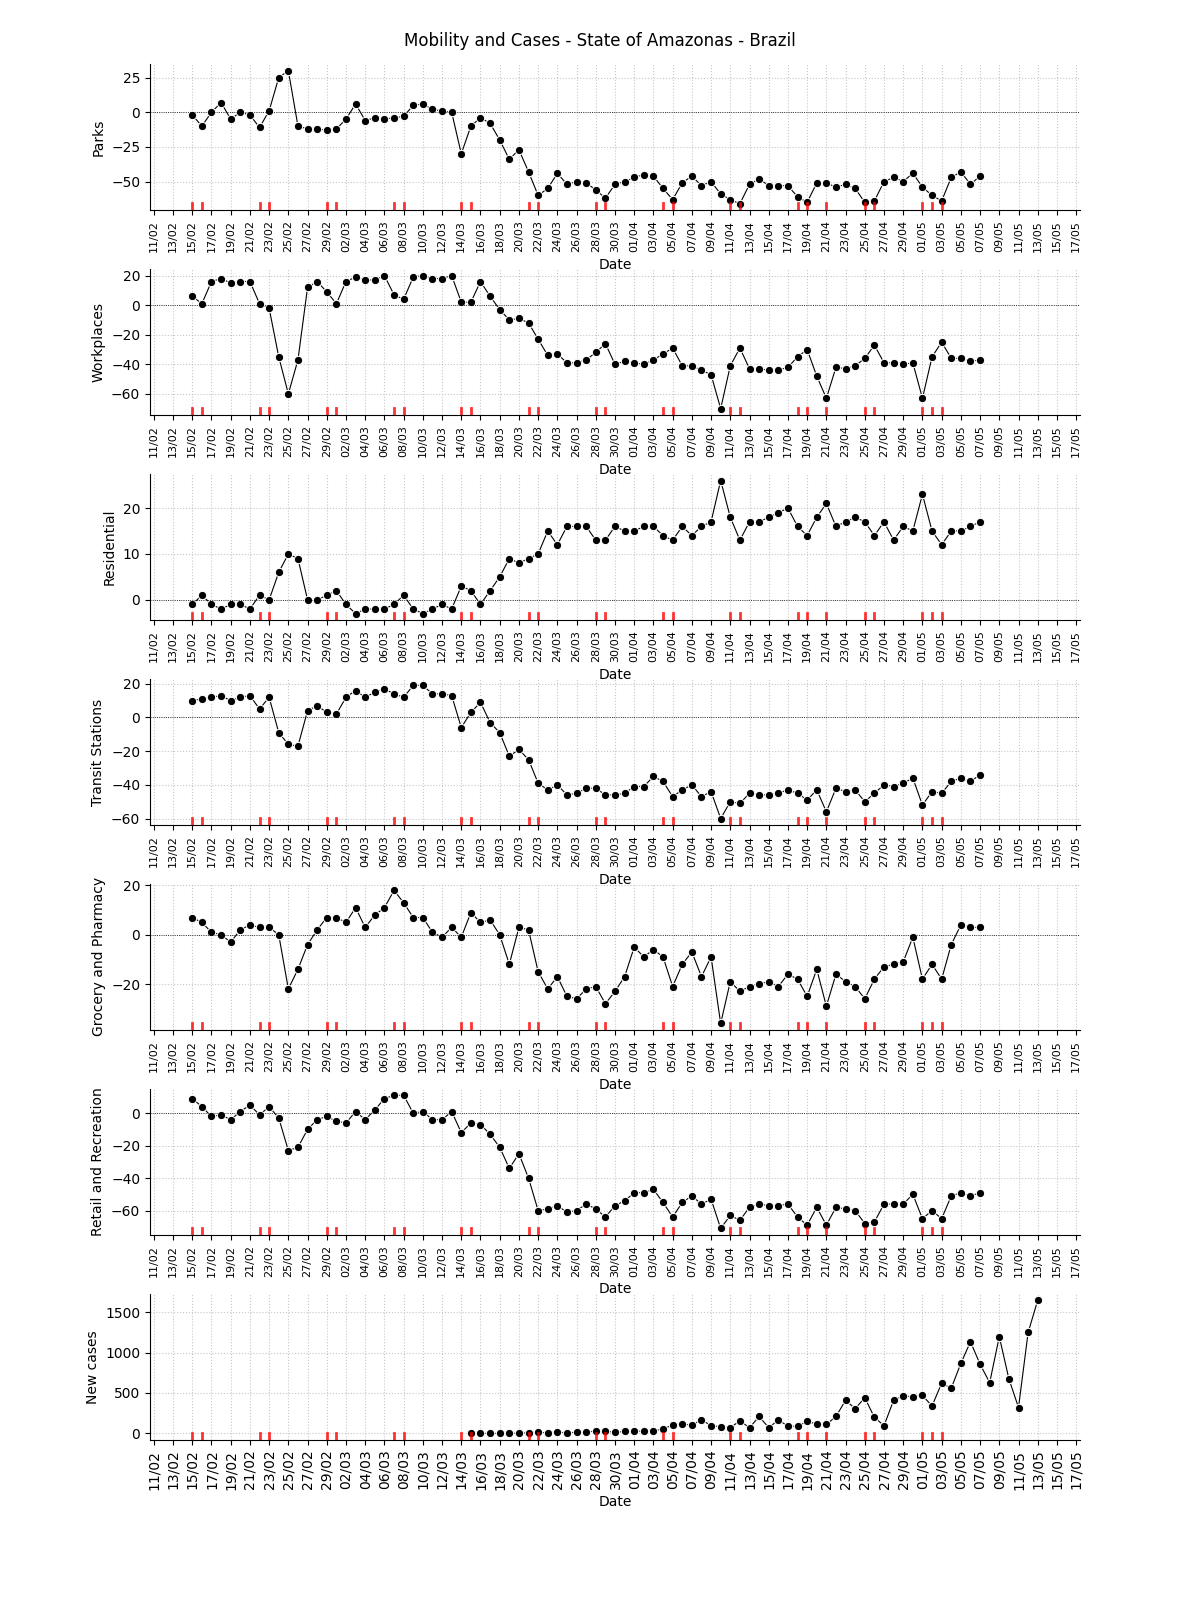 Mobility and Cases - State of Amazonas - Brazil
Parks
25
0
−25
−50
11/02 13/02 15/02 17/02 19/02 21/02 23/02 25/02 27/02 29/02 02/03 04/03 06/03 08/03 10/03 12/03 14/03 16/03 18/03 20/03 22/03 24/03 26/03 28/03 30/03 01/04 03/04 05/04 07/04 09/04 11/04 13/04 15/04 17/04 19/04 21/04 23/04 25/04 27/04 29/04 01/05 03/05 05/05 07/05 09/05 11/05 13/05 15/05 17/05
Date
Workplaces
20
0
−20
−40
−60
11/02 13/02 15/02 17/02 19/02 21/02 23/02 25/02 27/02 29/02 02/03 04/03 06/03 08/03 10/03 12/03 14/03 16/03 18/03 20/03 22/03 24/03 26/03 28/03 30/03 01/04 03/04 05/04 07/04 09/04 11/04 13/04 15/04 17/04 19/04 21/04 23/04 25/04 27/04 29/04 01/05 03/05 05/05 07/05 09/05 11/05 13/05 15/05 17/05
Date
Residential
20
10
0
11/02 13/02 15/02 17/02 19/02 21/02 23/02 25/02 27/02 29/02 02/03 04/03 06/03 08/03 10/03 12/03 14/03 16/03 18/03 20/03 22/03 24/03 26/03 28/03 30/03 01/04 03/04 05/04 07/04 09/04 11/04 13/04 15/04 17/04 19/04 21/04 23/04 25/04 27/04 29/04 01/05 03/05 05/05 07/05 09/05 11/05 13/05 15/05 17/05
Date
Transit Stations
20
0
−20
−40
−60
11/02 13/02 15/02 17/02 19/02 21/02 23/02 25/02 27/02 29/02 02/03 04/03 06/03 08/03 10/03 12/03 14/03 16/03 18/03 20/03 22/03 24/03 26/03 28/03 30/03 01/04 03/04 05/04 07/04 09/04 11/04 13/04 15/04 17/04 19/04 21/04 23/04 25/04 27/04 29/04 01/05 03/05 05/05 07/05 09/05 11/05 13/05 15/05 17/05
Date
Grocery and Pharmacy
20
0
−20
11/02 13/02 15/02 17/02 19/02 21/02 23/02 25/02 27/02 29/02 02/03 04/03 06/03 08/03 10/03 12/03 14/03 16/03 18/03 20/03 22/03 24/03 26/03 28/03 30/03 01/04 03/04 05/04 07/04 09/04 11/04 13/04 15/04 17/04 19/04 21/04 23/04 25/04 27/04 29/04 01/05 03/05 05/05 07/05 09/05 11/05 13/05 15/05 17/05
Date
Retail and Recreation
0
−20
−40
−60
11/02 13/02 15/02 17/02 19/02 21/02 23/02 25/02 27/02 29/02 02/03 04/03 06/03 08/03 10/03 12/03 14/03 16/03 18/03 20/03 22/03 24/03 26/03 28/03 30/03 01/04 03/04 05/04 07/04 09/04 11/04 13/04 15/04 17/04 19/04 21/04 23/04 25/04 27/04 29/04 01/05 03/05 05/05 07/05 09/05 11/05 13/05 15/05 17/05
Date
New cases
1500
1000
500
0
11/02 13/02 15/02 17/02 19/02 21/02 23/02 25/02 27/02 29/02 02/03 04/03 06/03 08/03 10/03 12/03 14/03 16/03 18/03 20/03 22/03 24/03 26/03 28/03 30/03 01/04 03/04 05/04 07/04 09/04 11/04 13/04 15/04 17/04 19/04 21/04 23/04 25/04 27/04 29/04 01/05 03/05 05/05 07/05 09/05 11/05 13/05 15/05 17/05
Date